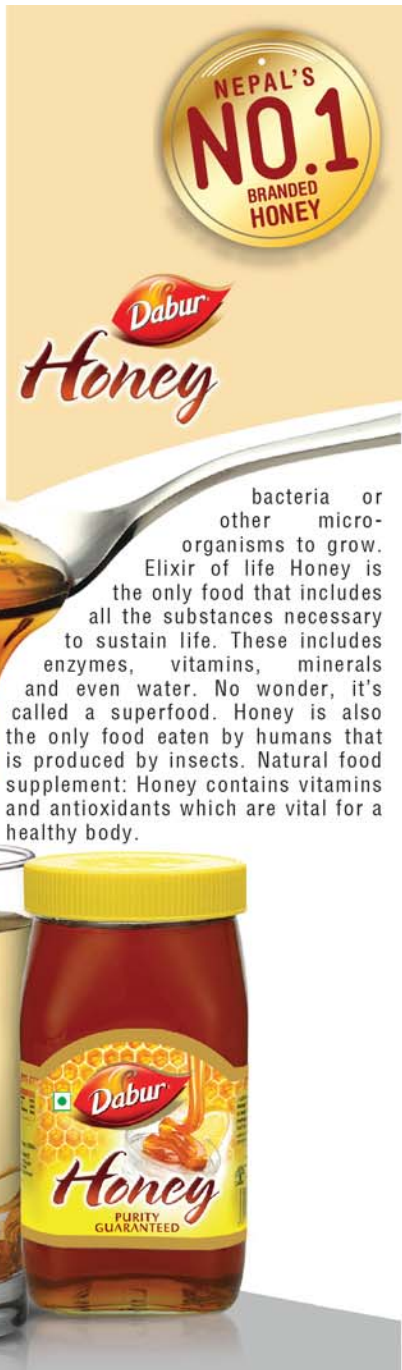 NEPAL'S
NO.1
BRANDED
HONEY
Dabur
Honey
bacteria or
other micro-
organisms to grow.
Elixir of life Honey is
the only food that includes
all the substances necessary
to sustain life. These includes
enzymes, vitamins, minerals
and even water. No wonder, it's
called a superfood. Honey is also
the only food eaten by humans that
is produced by insects. Natural food
supplement: Honey contains vitamins
and antioxidants which are vital for a
healthy body.
Dabur
Honey
PURITY
GUARANTEED